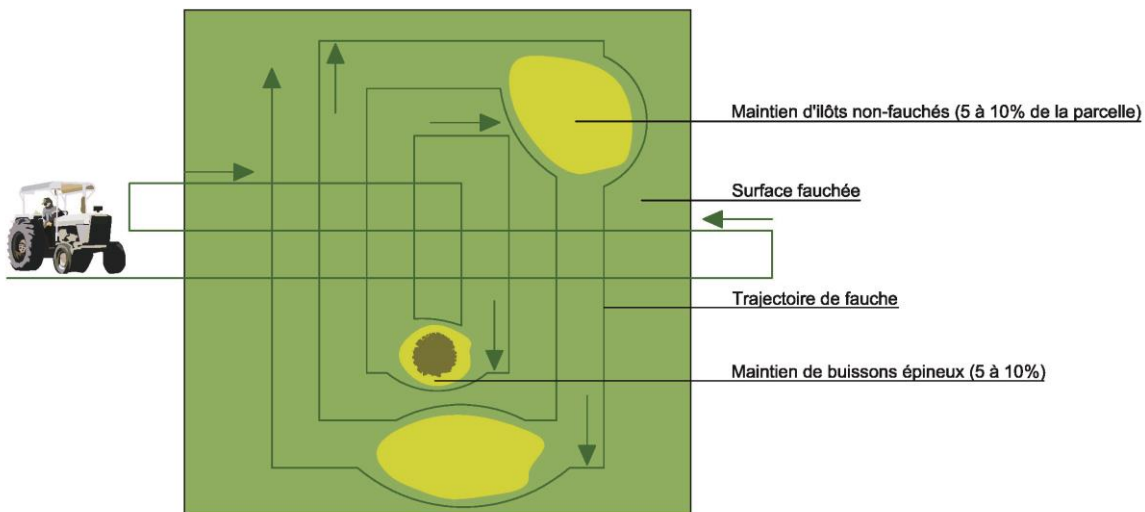 Maintien d'ilôts non-fauchés (5 à 10% de la parcelle)
Surface fauchée
Trajectoire de fauche
Maintien de buissons épineux (5 à 10%)